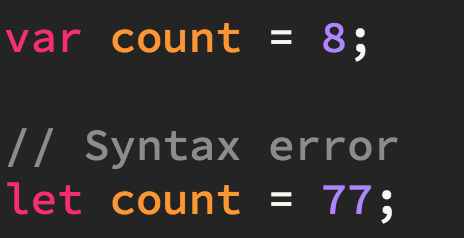 var count = 8;
// Syntax error
let count = 77;